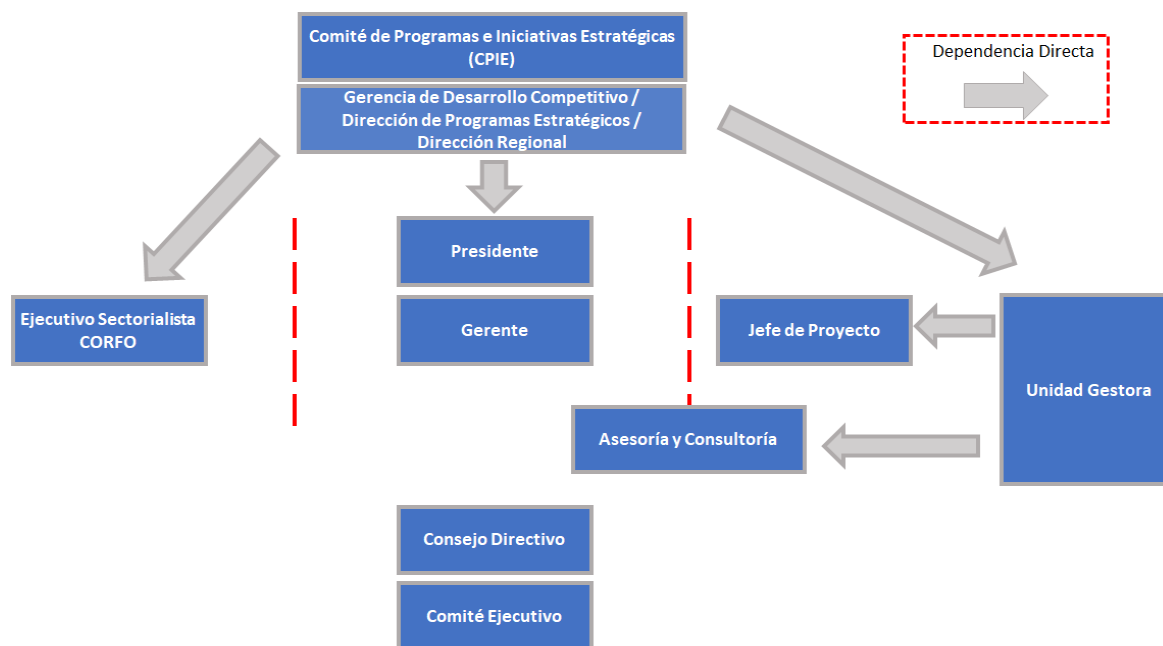 Comité de Programas e Iniciativas Estratégicas
(CPIE)
Dependencia Directa
Gerencia de Desarrollo Competitivo /
Dirección de Programas Estratégicos /
Dirección Regional
Presidente
Ejecutivo Sectorialista
CORFO
Gerente
Jefe de Proyecto
Unidad Gestora
Asesoría y Consultoría
Consejo Directivo
Comité Ejecutivo